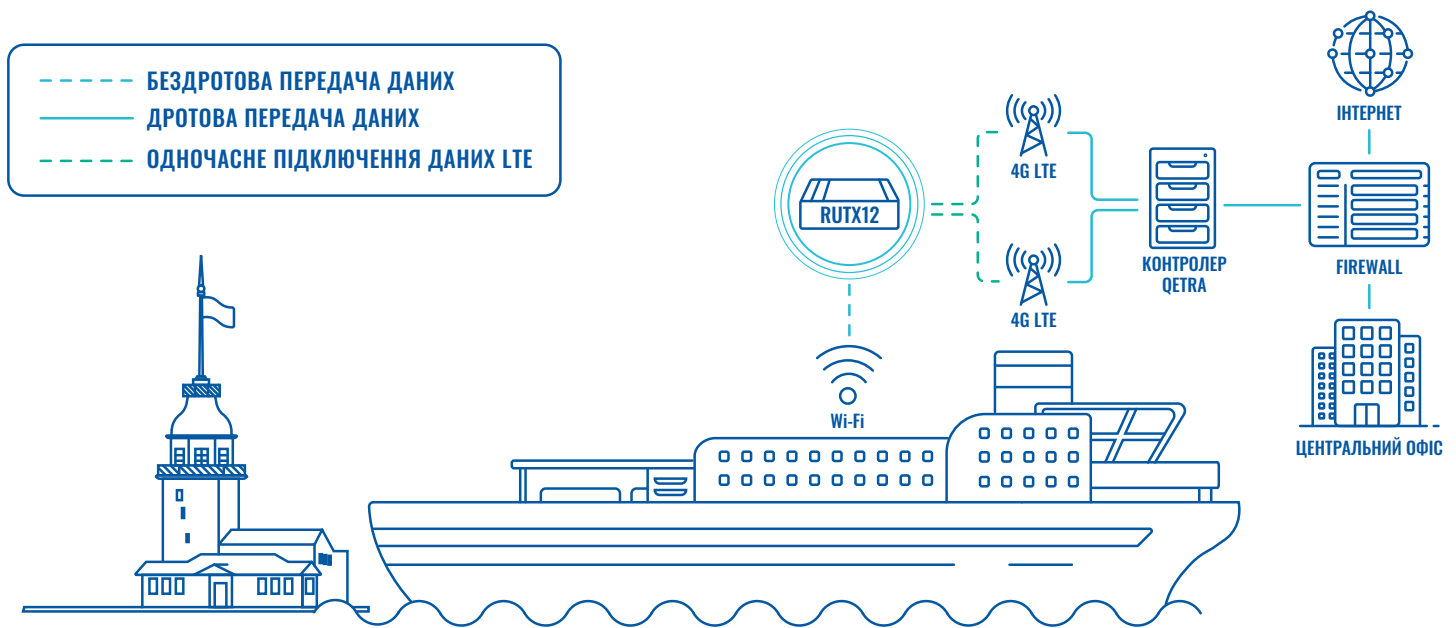 БЕЗДРОТОВА ПЕРЕДАЧА ДАНИХ
ДРОТОВА ПЕРЕДАЧА ДАНИХ
ОДНОЧАСНЕ ПІДКЛЮЧЕННЯ ДАНИХ LTE
ІНТЕРНЕТ
4G LTE
RUTX12
КОНТРОЛЕР
QETRA
FIREWALL
4G LTE
Wi-Fi
ЦЕНТРАЛЬНИЙ ОФІС